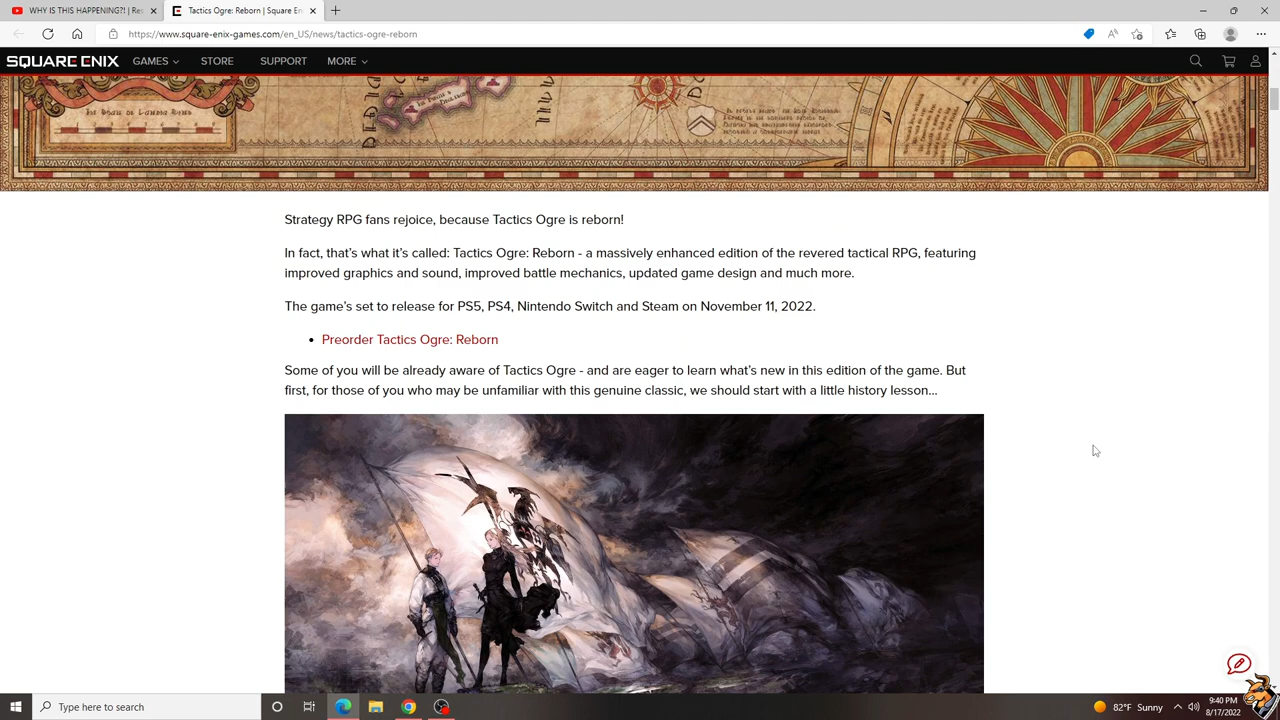 WHY IS THIS HAPPENING?! | Res
Tactics Ogre: Reborn | Square En
https://www.square-enix-games.com/en_US/news/tactics-ogre-reborn
SQUARE ENIX GAMES STORE SUPPORT MORE
Strategy RPG fans rejoice, because Tactics Ogre is reborn!
In fact, that’s what it’s called: Tactics Ogre: Reborn - a massively enhanced edition of the revered tactical RPG, featuring
improved graphics and sound, improved battle mechanics, updated game design and much more.
The game’s set to release for PS5, PS4, Nintendo Switch and Steam on November 11, 2022.
• Preorder Tactics Ogre: Reborn
Some of you will be already aware of Tactics Ogre - and are eager to learn what’s new in this edition of the game. But
first, for those of you who may be unfamiliar with this genuine classic, we should start with a little history lesson...
Type here to search
82°F Sunny
9:40 PM
8/17/2022